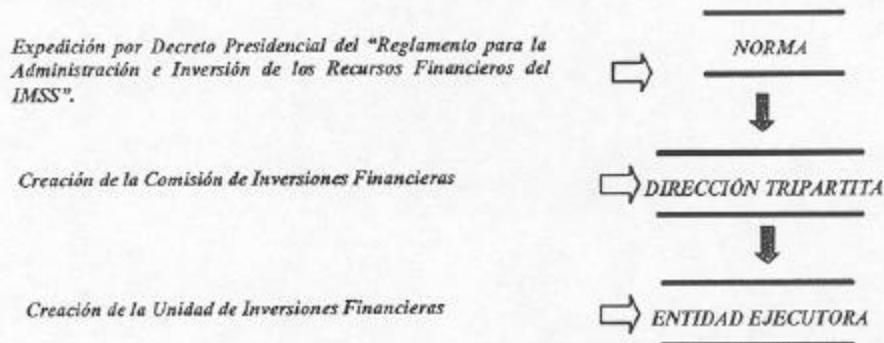 Expedición por Decreto Presidencial del “Reglamento para la
Administración e Inversión de los Recursos Financieros del
IMSS”.
NORMA
Creación de la Comisión de Inversiones Financieras
DIRECCIÓN TRIPARTITA
Creación de la Unidad de Inversiones Financieras
ENTIDAD EJECUTORA